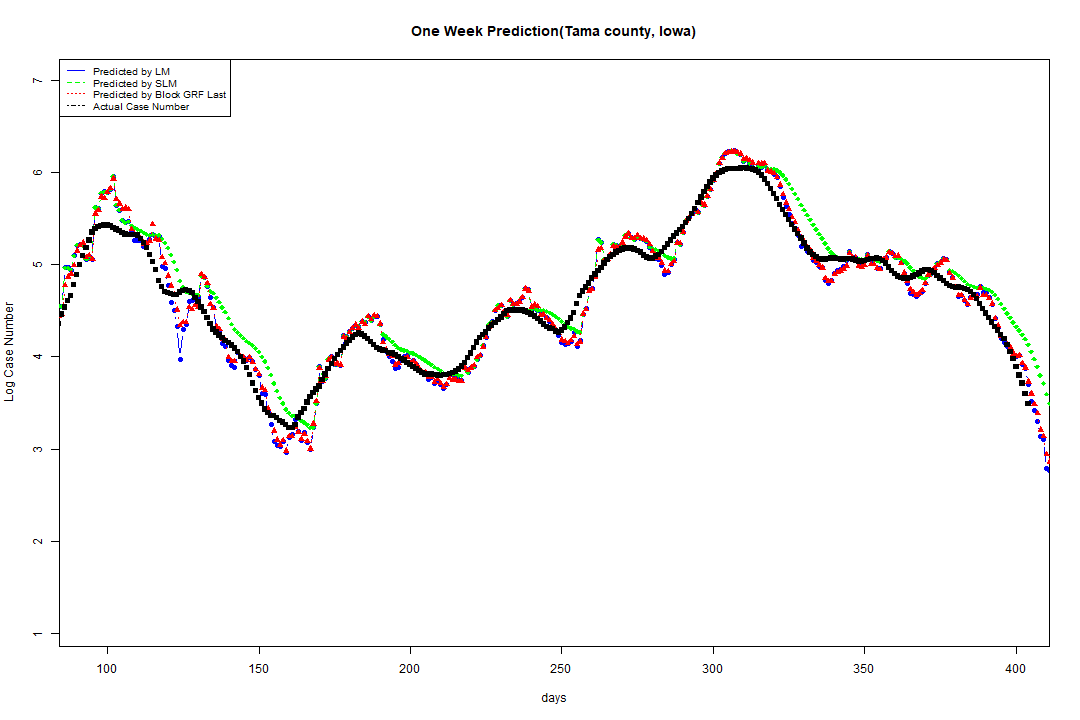 One Week Prediction(Tama county, Iowa)
Predicted by LM
Predicted by SLM
Predicted by Block GRF Last
Actual Case Number
7
6
5
4
3
2
1
Log Case Number
100 150 200 250 300 350 400
days